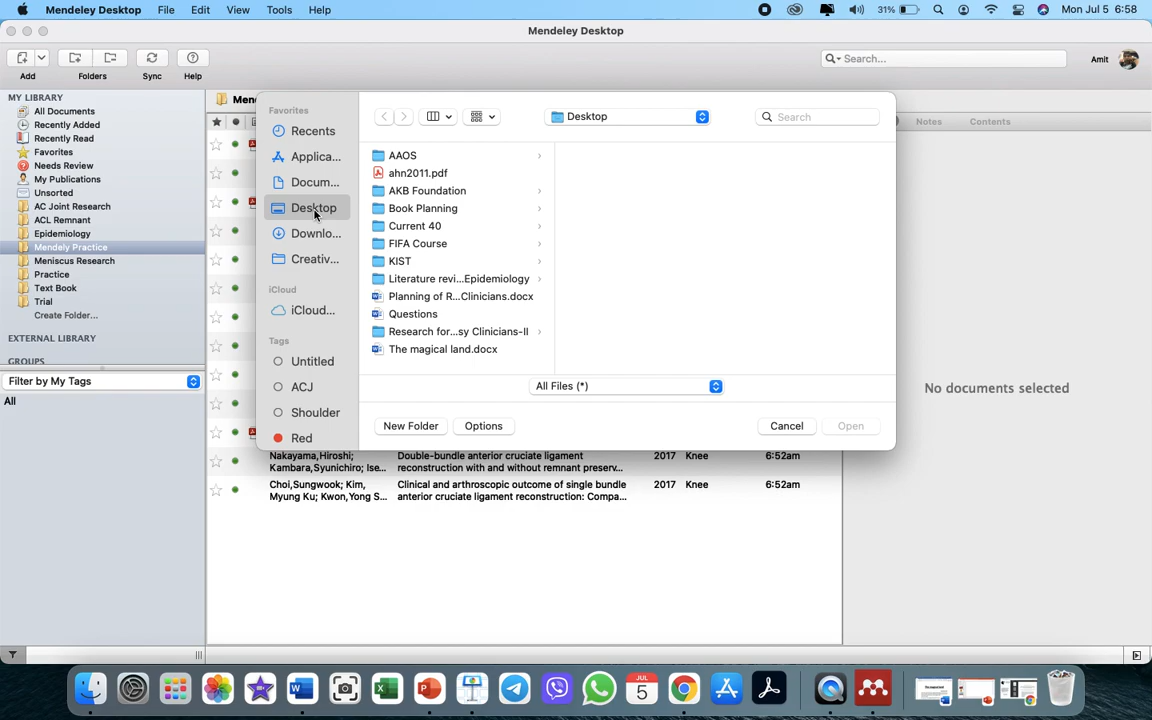 Mendeley Desktop File Edit View Tools Help 31% Mon Jul 5 6:58
Mendeley Desktop
Search... Amit
Add Folders Sync Help
MY LIBRARY
All Documents
Recently Added
Recently Read
Favorites
Needs Review
My Publications
Unsorted
AC Joint Research
ACL Remnant
Epidemiology
Mendely Practice
Meniscus Research
Practice
Text Book
Trial
Create Folder...
EXTERNAL LIBRARY
GROUPS
Filter by My Tags
All
Mend
Notes Contents
Favorites
Recents
Applica...
Docum...
Desktop
Downlo...
Creativ...
iCloud
iCloud...
Tags
Untitled
ACJ
Shoulder
Red
Desktop
Search
AAOS
ahn2011.pdf
AKB Foundation
Book Planning
Current 40
FIFA Course
KIST
Literature revi...Epidemiology
Planning of R...Clinicians.docx
Questions
Research for...sy Clinicians-II
The magical land.docx
All Files (*)
New Folder Options Cancel Open
No documents selected
Nakayama,Hiroshi; Double-bundle anterior cruciate ligament 2017 Knee 6:52am
Kambara,Syunichiro; Ise... reconstruction with and without remnant preserv...
Choi,Sungwook; Kim, Clinical and arthroscopic outcome of single bundle 2017 Knee 6:52am
Myung Ku; Kwon,Yong S... anterior cruciate ligament reconstruction: Compa...
JUL
5